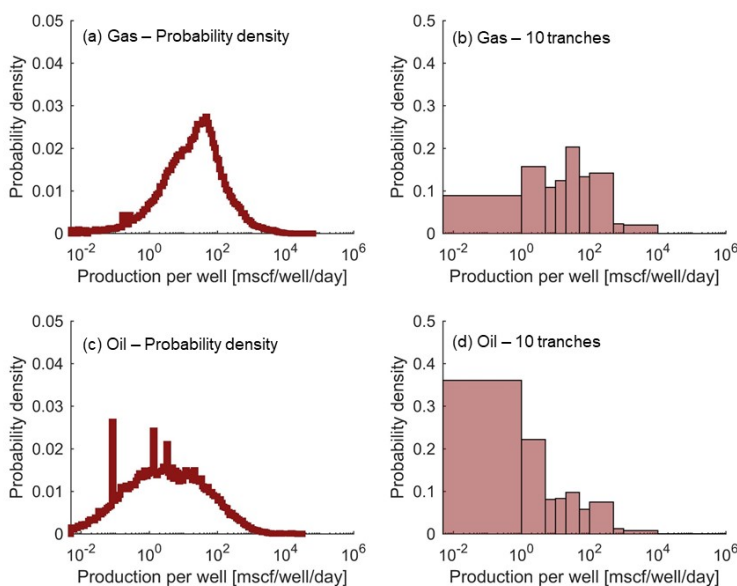 (a) Gas – Probability density
Probability density
0.05
0.04
0.03
0.02
0.01
0
10^-2 10^0 10^2 10^4 10^6
Production per well [mscf/well/day]
(b) Gas – 10 tranches
Probability density
0.5
0.4
0.3
0.2
0.1
0
10^-2 10^0 10^2 10^4 10^6
Production per well [mscf/well/day]
(c) Oil – Probability density
Probability density
0.05
0.04
0.03
0.02
0.01
0
10^-2 10^0 10^2 10^4 10^6
Production per well [mscf/well/day]
(d) Oil – 10 tranches
Probability density
0.5
0.4
0.3
0.2
0.1
0
10^-2 10^0 10^2 10^4 10^6
Production per well [mscf/well/day]